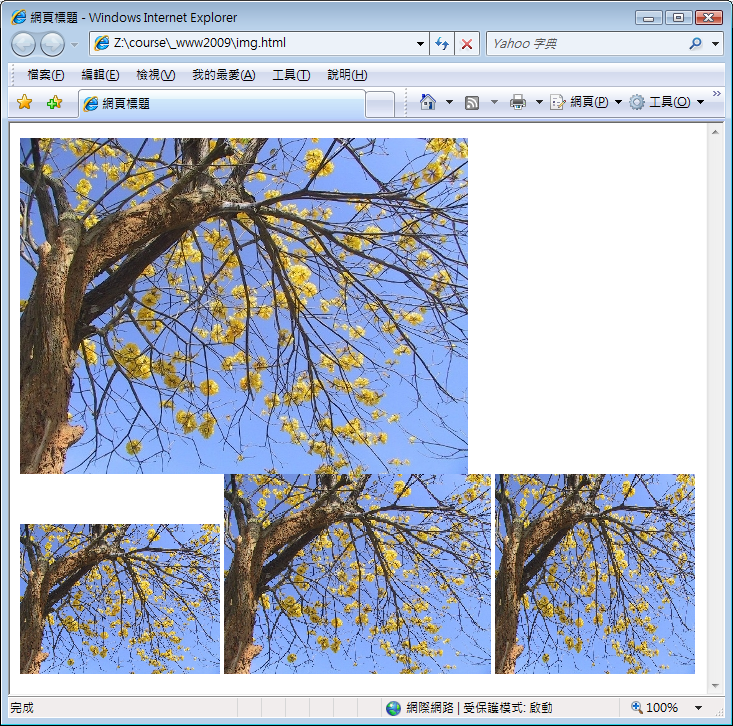 網頁標題 - Windows Internet Explorer
Z:\course\_www2009\img.html
Yahoo 字典
檔案(F) 編輯(E) 檢視(V) 我的最愛(A) 工具(T) 說明(H)
網頁標題 網頁(P) 工具(O) »
完成 網際網路 | 受保護模式: 啟動 100%